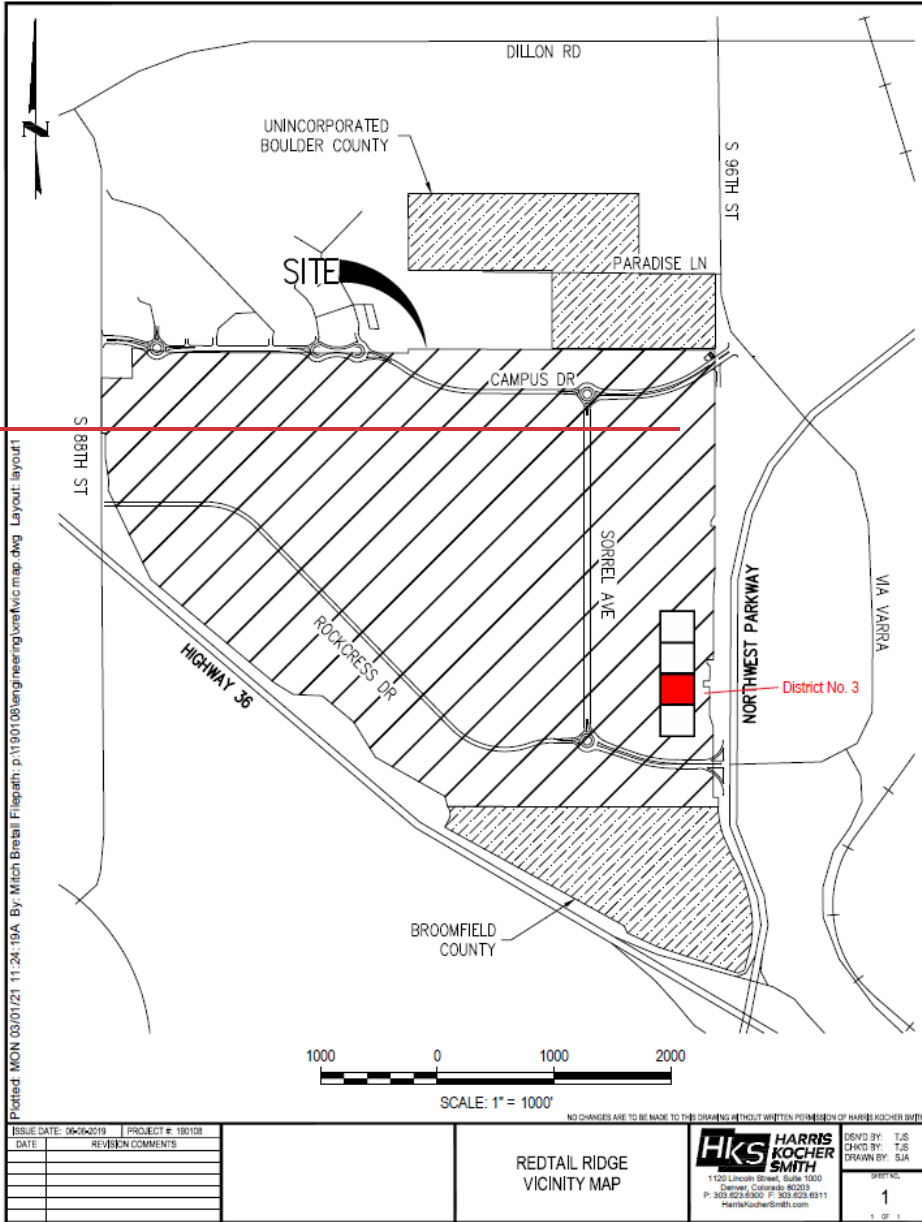 DILLON RD
UNINCORPORATED
BOULDER COUNTY
S 96TH ST
N
SITE
PARADISE LN
CAMPUS DR
S 88TH ST
SORREL AVE
ROCKCRESS DR
HIGHWAY 36
NORTHWEST PARKWAY
VIA VARRA
District No. 3
BROOMFIELD
COUNTY
Plotted: MON 03/01/21 11:24:19A By: Mitch Bretall Filepath: p:\190108\engineering\xref\vic map.dwg Layout: layout1
1000 0 1000 2000
SCALE: 1" = 1000'
NO CHANGES ARE TO BE MADE TO THIS DRAWING WITHOUT WRITTEN PERMISSION OF HARRIS KOCHER SMITH
ISSUE DATE: 06-06-2019 PROJECT #: 190108
DATE REVISION COMMENTS
REDTAIL RIDGE
VICINITY MAP
HKS
HARRIS
KOCHER
SMITH
1120 Lincoln Street, Suite 1000
Denver, Colorado 80203
P: 303.623.6300 F: 303.623.6311
HarrisKocherSmith.com
DSN'D BY: TJS
CHK'D BY: TJS
DRAWN BY: SJA
SHEET NO.
1
1 OF 1